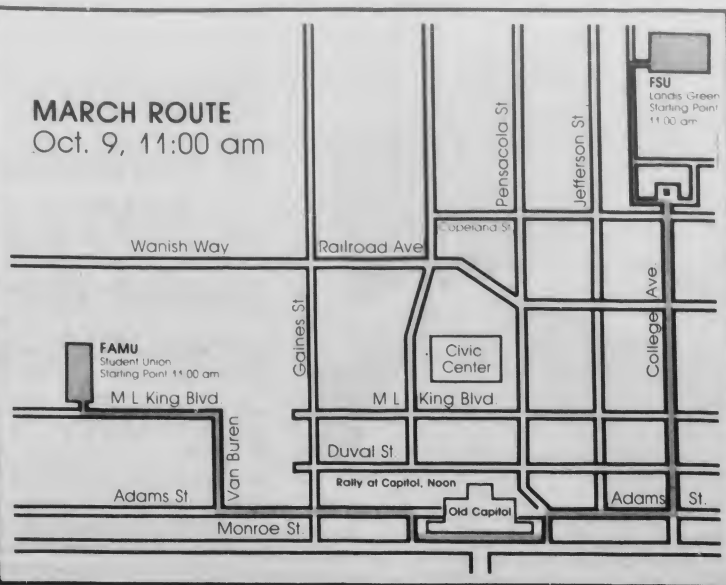 MARCH ROUTE
Oct. 9, 11:00 am
FSU
Landis Green
Starting Point
11:00 am
Pensacola St
Jefferson St
Copeland St.
Wanish Way
Railroad Ave
College Ave.
Gaines St
FAMU
Student Union
Starting Point 11:00 am
Civic
Center
M L King Blvd.
M L King Blvd.
Van Buren
Duval St.
Rally at Capitol, Noon
Adams St.
Old Capitol
Adams St.
Monroe St.